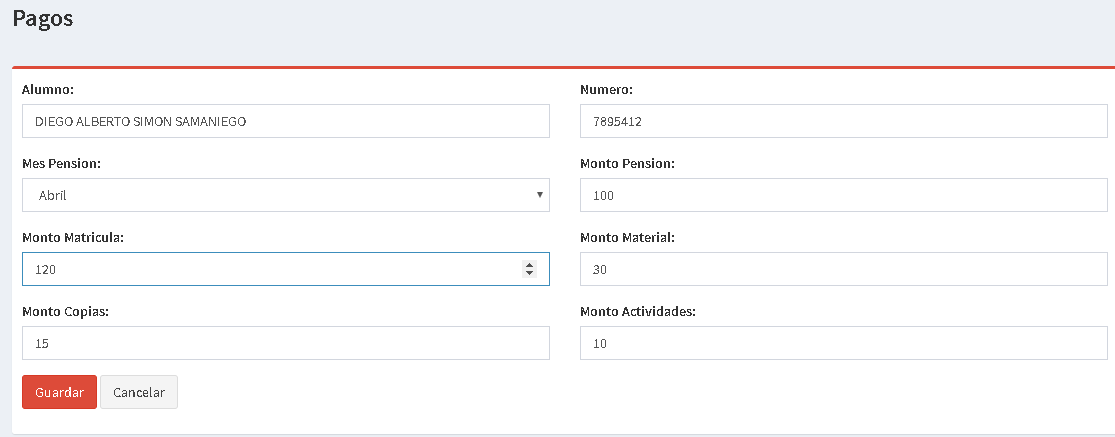 Pagos
Alumno:
DIEGO ALBERTO SIMON SAMANIEGO
Numero:
7895412
Mes Pension:
Abril
Monto Pension:
100
Monto Matricula:
120
Monto Material:
30
Monto Copias:
15
Monto Actividades:
10
Guardar
Cancelar